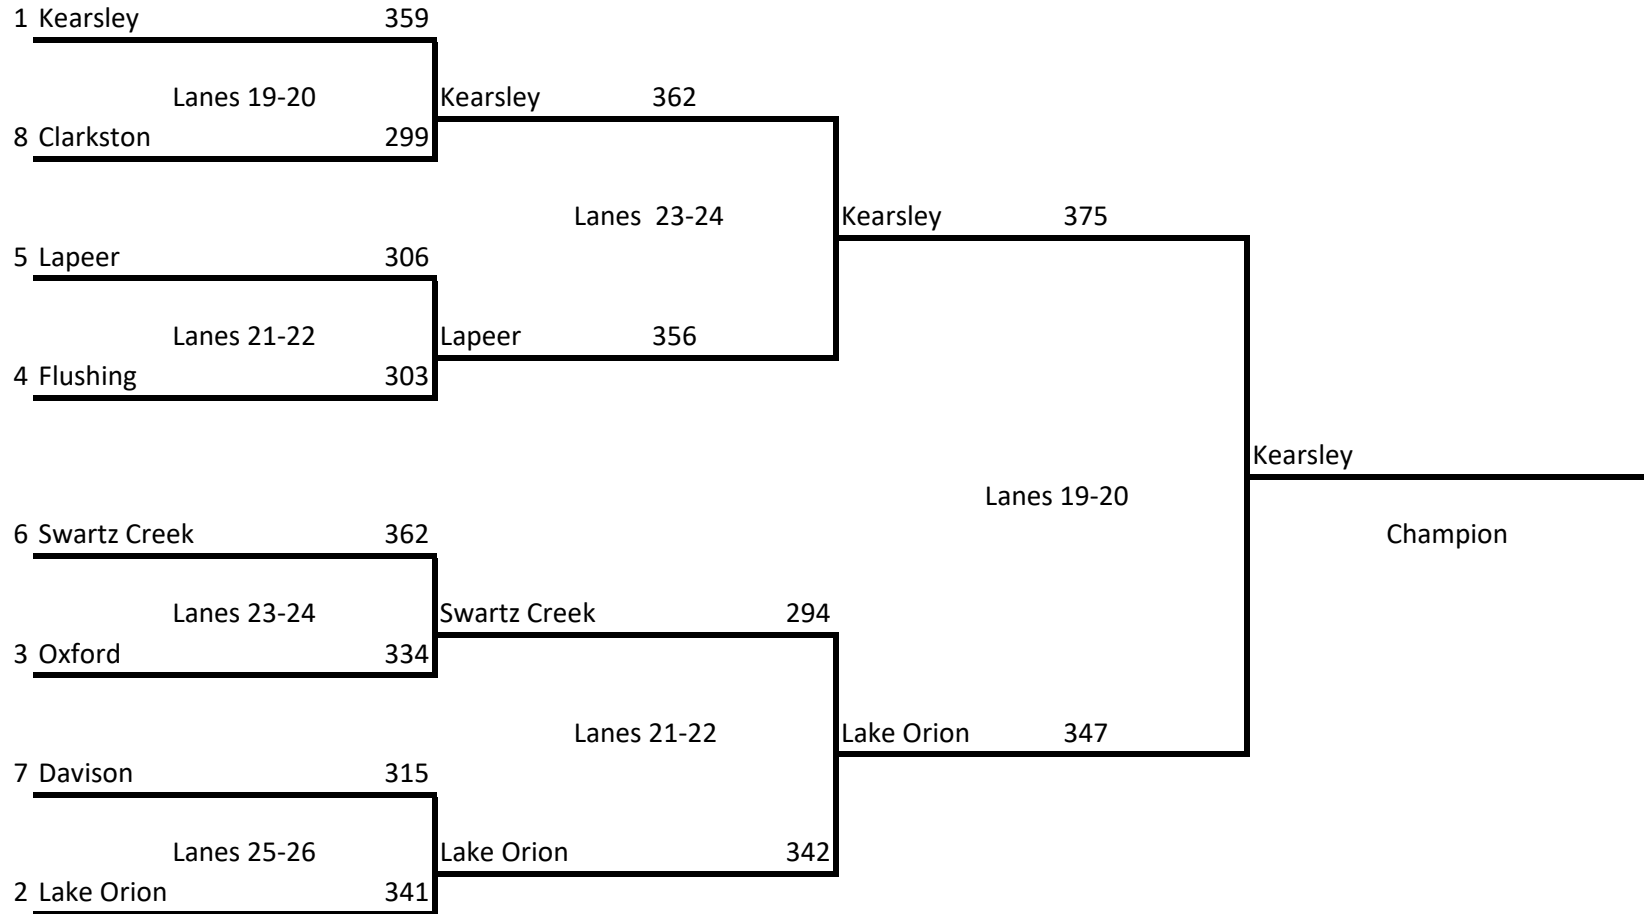 1 Kearsley 359
Lanes 19-20 Kearsley 362
8 Clarkston 299
Lanes  23-24 Kearsley 375
5 Lapeer 306
Lanes 21-22 Lapeer 356
4 Flushing 303
Kearsley
Lanes 19-20
6 Swartz Creek 362 Champion
Lanes 23-24 Swartz Creek 294
3 Oxford 334
Lanes 21-22 Lake Orion 347
7 Davison 315
Lanes 25-26 Lake Orion 342
2 Lake Orion 341